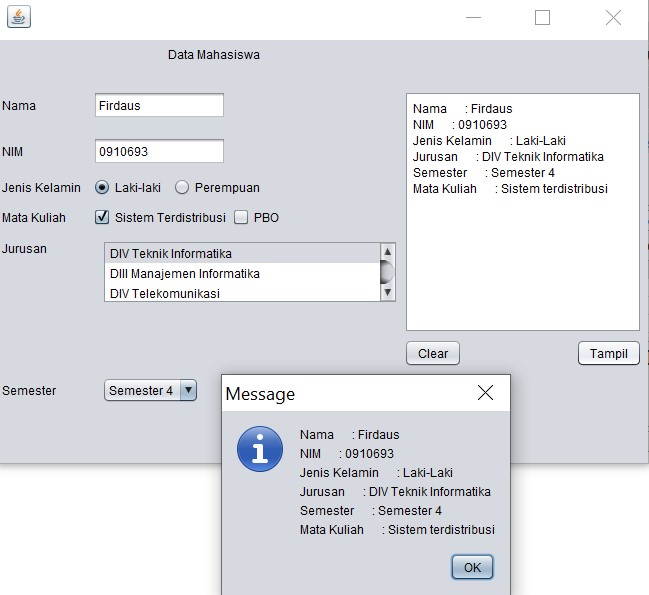 Data Mahasiswa
Nama Firdaus
NIM 0910693
Jenis Kelamin Laki-laki Perempuan
Mata Kuliah Sistem Terdistribusi PBO
Jurusan
DIV Teknik Informatika
DIII Manajemen Informatika
DIV Telekomunikasi
Semester Semester 4
Nama : Firdaus
NIM : 0910693
Jenis Kelamin : Laki-Laki
Jurusan : DIV Teknik Informatika
Semester : Semester 4
Mata Kuliah : Sistem terdistribusi
Clear Tampil
Message
Nama : Firdaus
NIM : 0910693
Jenis Kelamin : Laki-Laki
Jurusan : DIV Teknik Informatika
Semester : Semester 4
Mata Kuliah : Sistem terdistribusi
OK